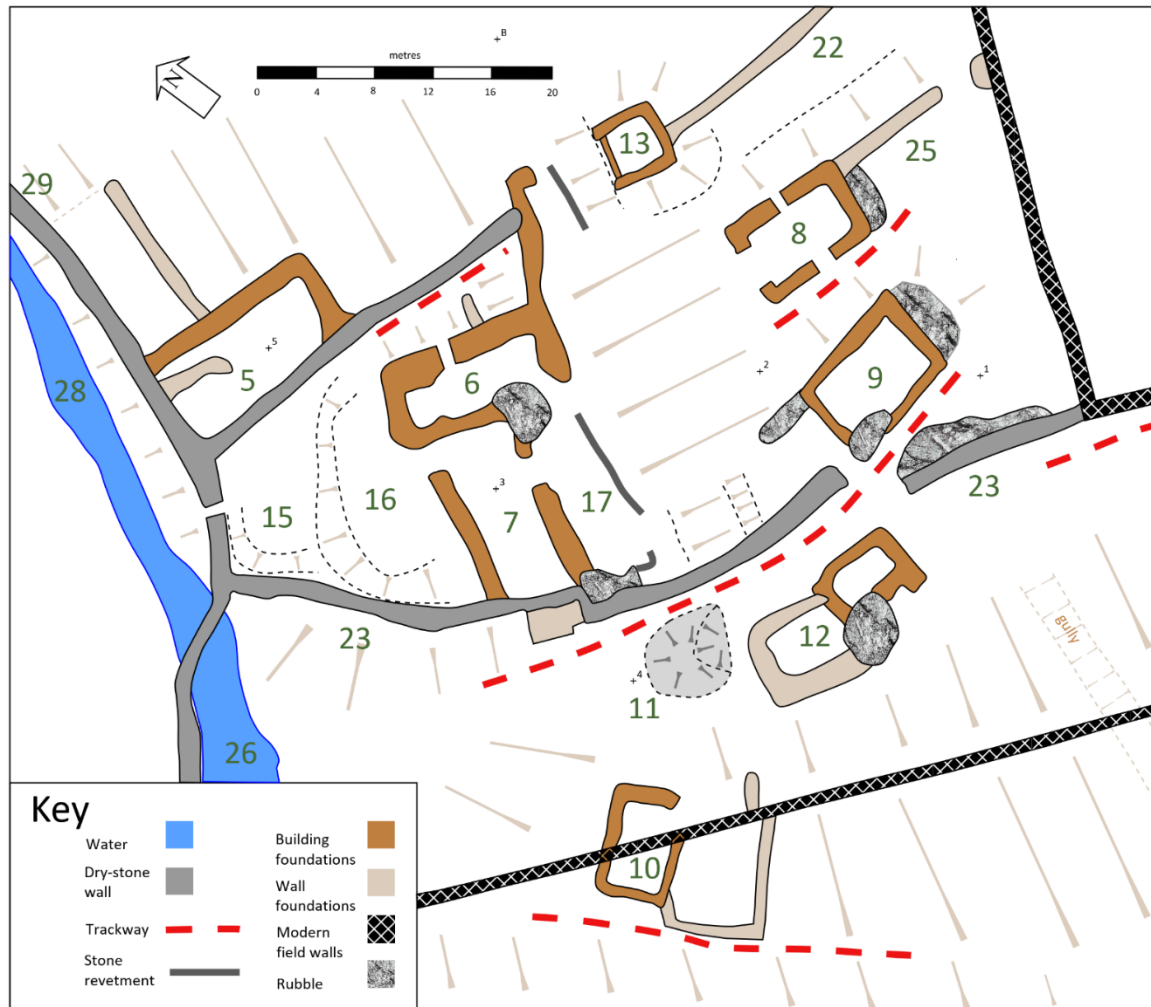 B
metres
0 4 8 12 16 20
N
22
13
25
29
8
5
5
2
1
28
6
9
3
16
17
15
7
23
23
12
gully
4
11
26
10
Key
Water
Building
foundations
Dry-stone
wall
Wall
foundations
Trackway
Modern
field walls
Stone
revetment
Rubble